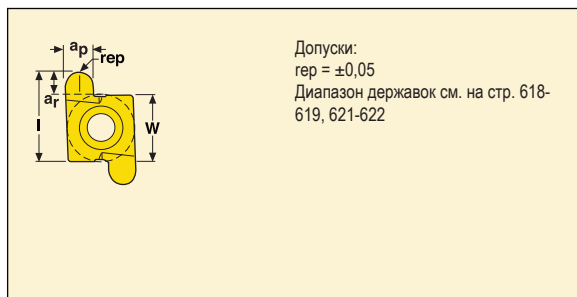 ap
rep
ar
l
W
Допуски:
rep = ±0,05
Диапазон державок см. на стр. 618-
619, 621-622